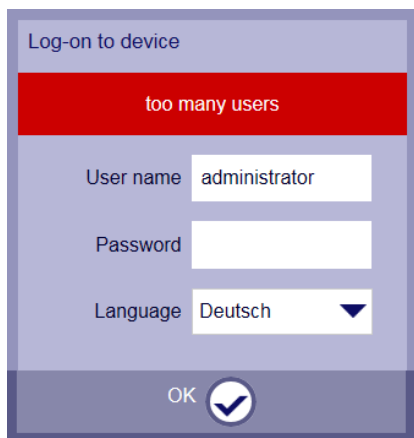 Log-on to device
too many users
User name administrator
Password
Language Deutsch
OK